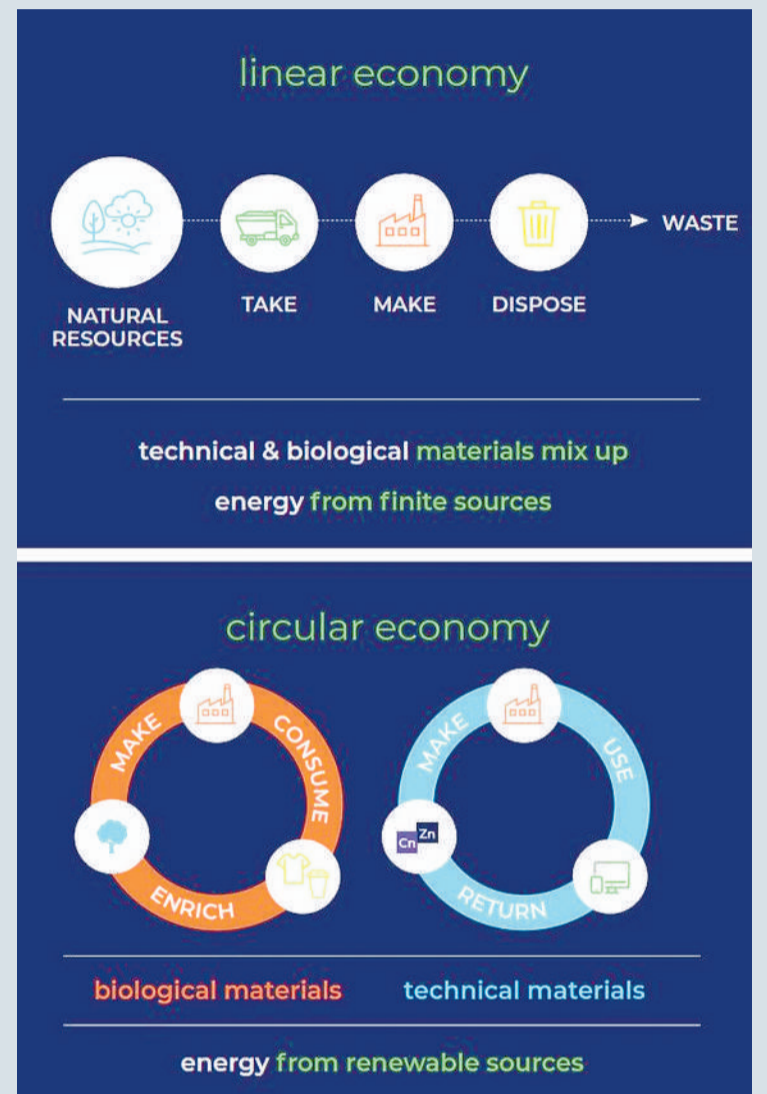 linear economy
WASTE
NATURAL
RESOURCES
TAKE
MAKE
DISPOSE
technical & biological materials mix up
energy from finite sources
circular economy
MAKE
CONSUME
ENRICH
MAKE
USE
RETURN
Cn
Zn
biological materials
technical materials
energy from renewable sources